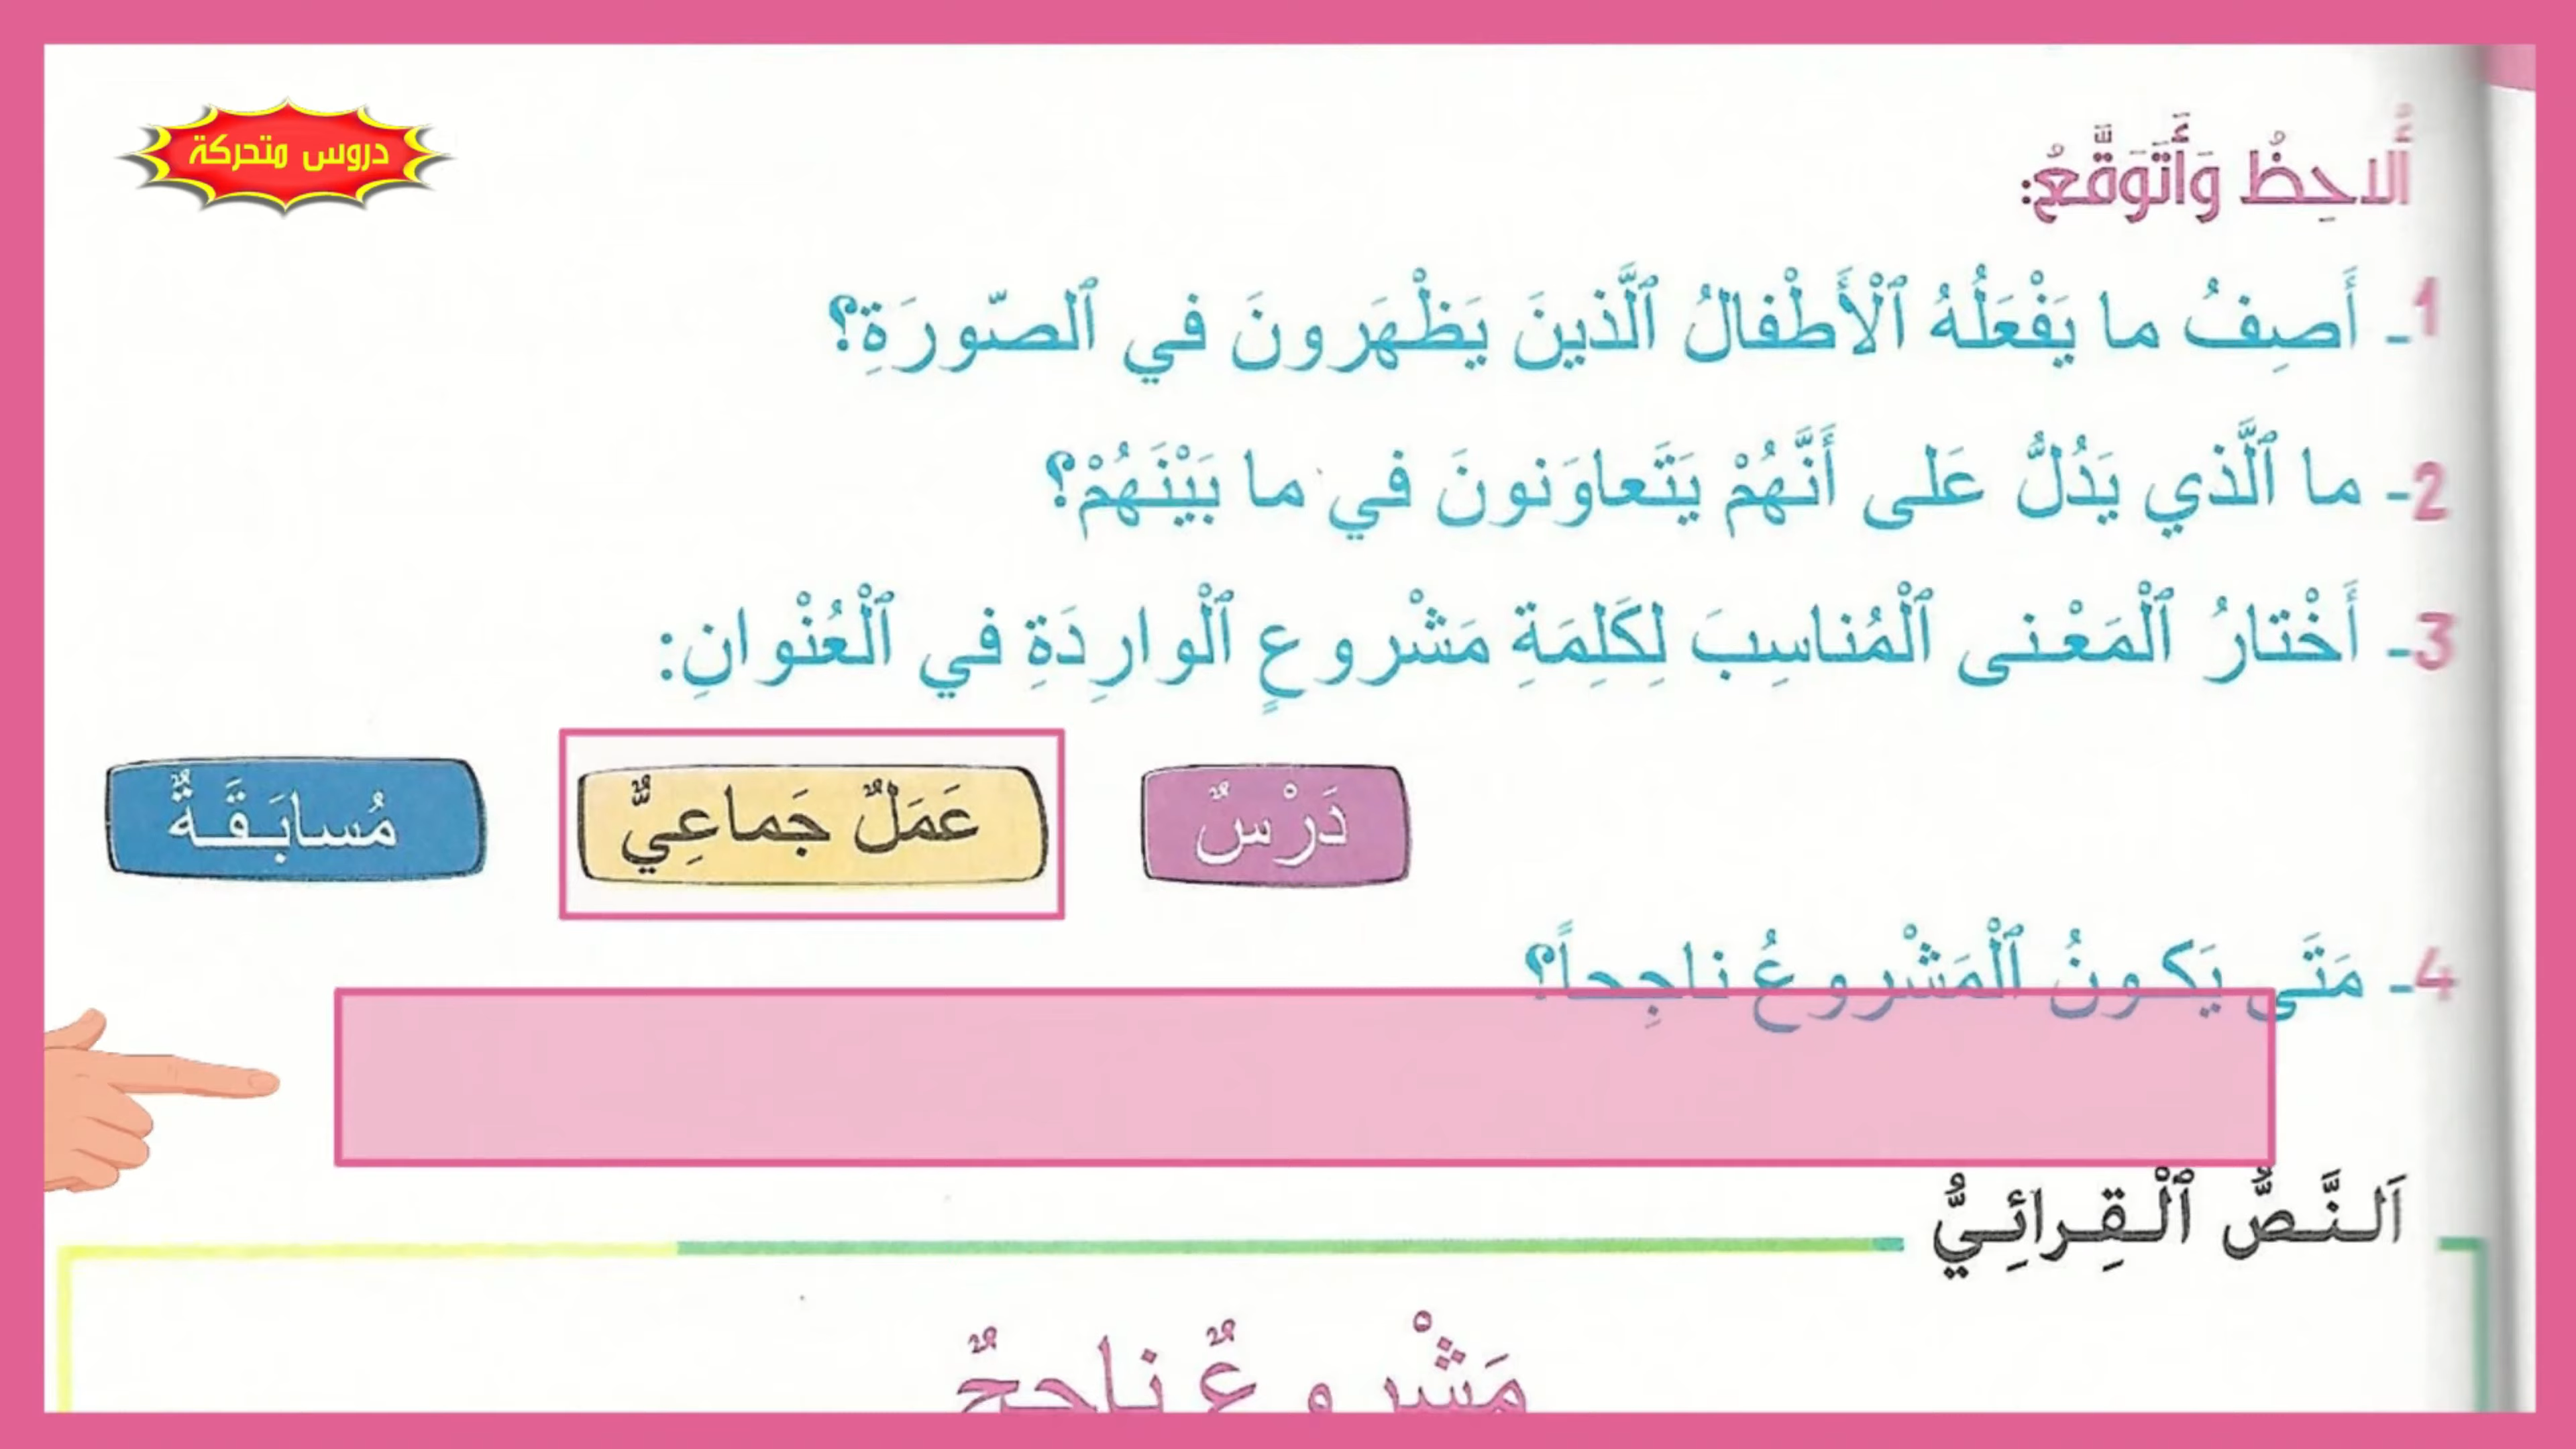 دروس متحركة
أُلاحِظُ وَأَتَوَقَّعُ:
1- أَصِفُ ما يَفْعَلُهُ ٱلْأَطْفالُ ٱلَّذينَ يَظْهَرونَ في ٱلصّورَةِ؟
2- ما ٱلَّذي يَدُلُّ عَلى أَنَّهُمْ يَتَعاوَنونَ في ما بَيْنَهُمْ؟
3- أَخْتارُ ٱلْمَعْنى ٱلْمُناسِبَ لِكَلِمَةِ مَشْروعٍ ٱلْوارِدَةِ في ٱلْعُنْوانِ:
دَرْسٌ عَمَلٌ جَماعِيٌّ مُسابَقَةٌ
4- مَتَى يَكونُ ٱلْمَشْروعُ ناجِحاً؟
اَلنَّصُّ ٱلْقِرائِيُّ
مَشْروعٌ ناجِحٌ